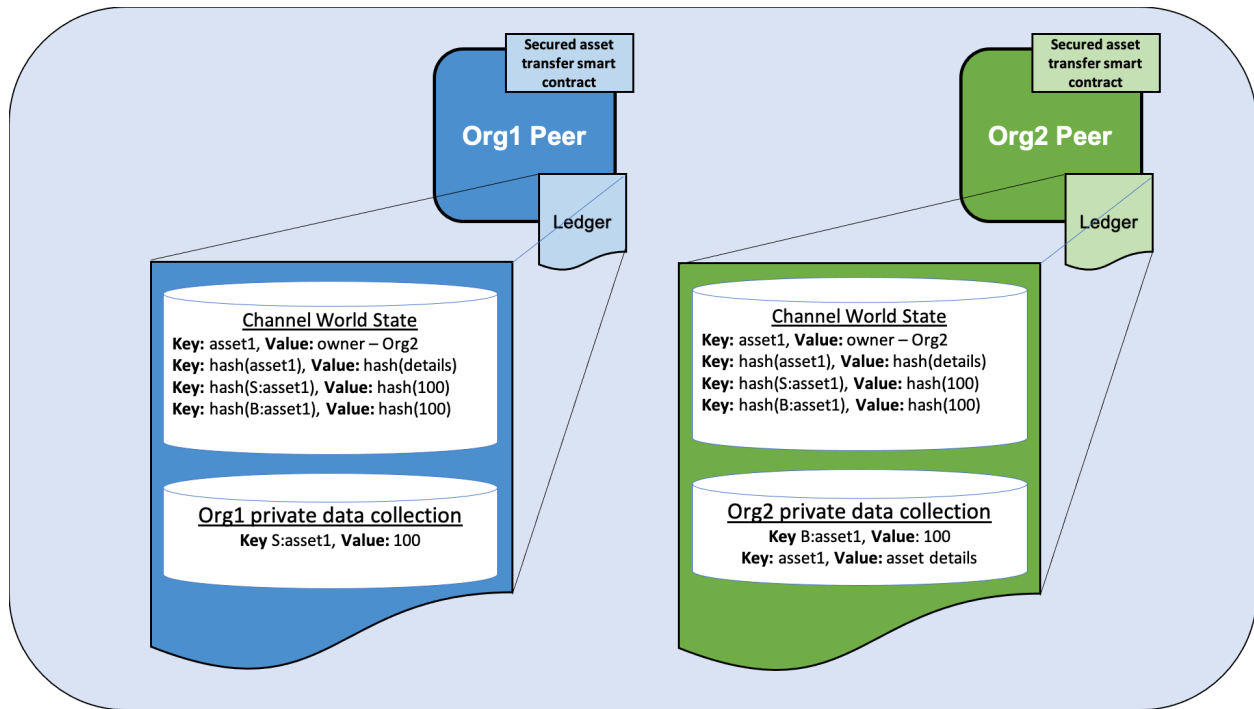 Secured asset
transfer smart
contract
Org1 Peer
Ledger
Channel World State
Key: asset1, Value: owner – Org2
Key: hash(asset1), Value: hash(details)
Key: hash(S:asset1), Value: hash(100)
Key: hash(B:asset1), Value: hash(100)
Org1 private data collection
Key S:asset1, Value: 100
Secured asset
transfer smart
contract
Org2 Peer
Ledger
Channel World State
Key: asset1, Value: owner – Org2
Key: hash(asset1), Value: hash(details)
Key: hash(S:asset1), Value: hash(100)
Key: hash(B:asset1), Value: hash(100)
Org2 private data collection
Key B:asset1, Value: 100
Key: asset1, Value: asset details